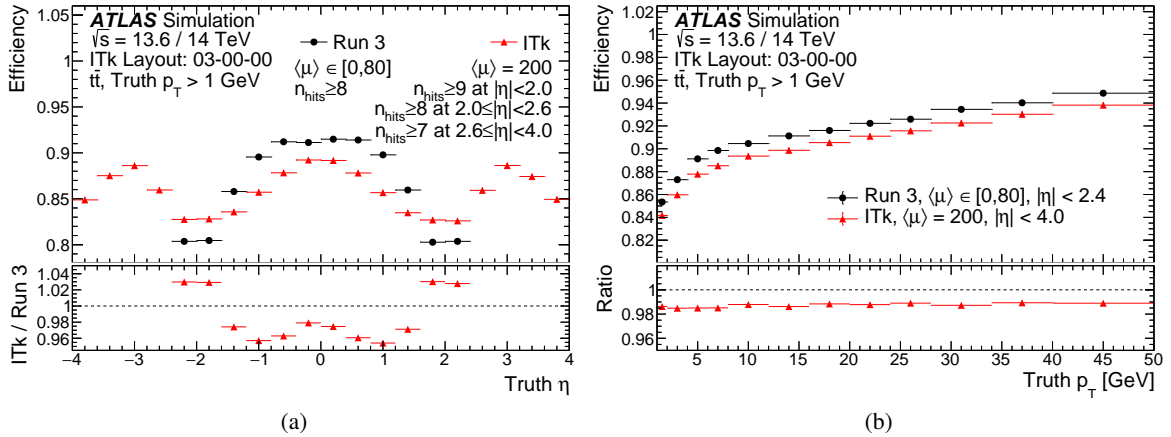 ATLAS Simulation
√s = 13.6 / 14 TeV
ITk Layout: 03-00-00
tt̄, Truth p_T > 1 GeV
Run 3
⟨μ⟩ ∈ [0,80]
n_hits≥8
ITk
⟨μ⟩ = 200
n_hits≥9 at |η|<2.0
n_hits≥8 at 2.0≤|η|<2.6
n_hits≥7 at 2.6≤|η|<4.0
Efficiency
1.05
1
0.95
0.9
0.85
0.8
ITk / Run 3
1.04
1.02
1
0.98
0.96
−4 −3 −2 −1 0 1 2 3 4
Truth η
(a)
ATLAS Simulation
√s = 13.6 / 14 TeV
ITk Layout: 03-00-00
tt̄, Truth p_T > 1 GeV
Efficiency
1.02
1
0.98
0.96
0.94
0.92
0.9
0.88
0.86
0.84
0.82
Run 3, ⟨μ⟩ ∈ [0,80], |η| < 2.4
ITk, ⟨μ⟩ = 200, |η| < 4.0
Ratio
1
0.98
0.96
5 10 15 20 25 30 35 40 45 50
Truth p_T [GeV]
(b)